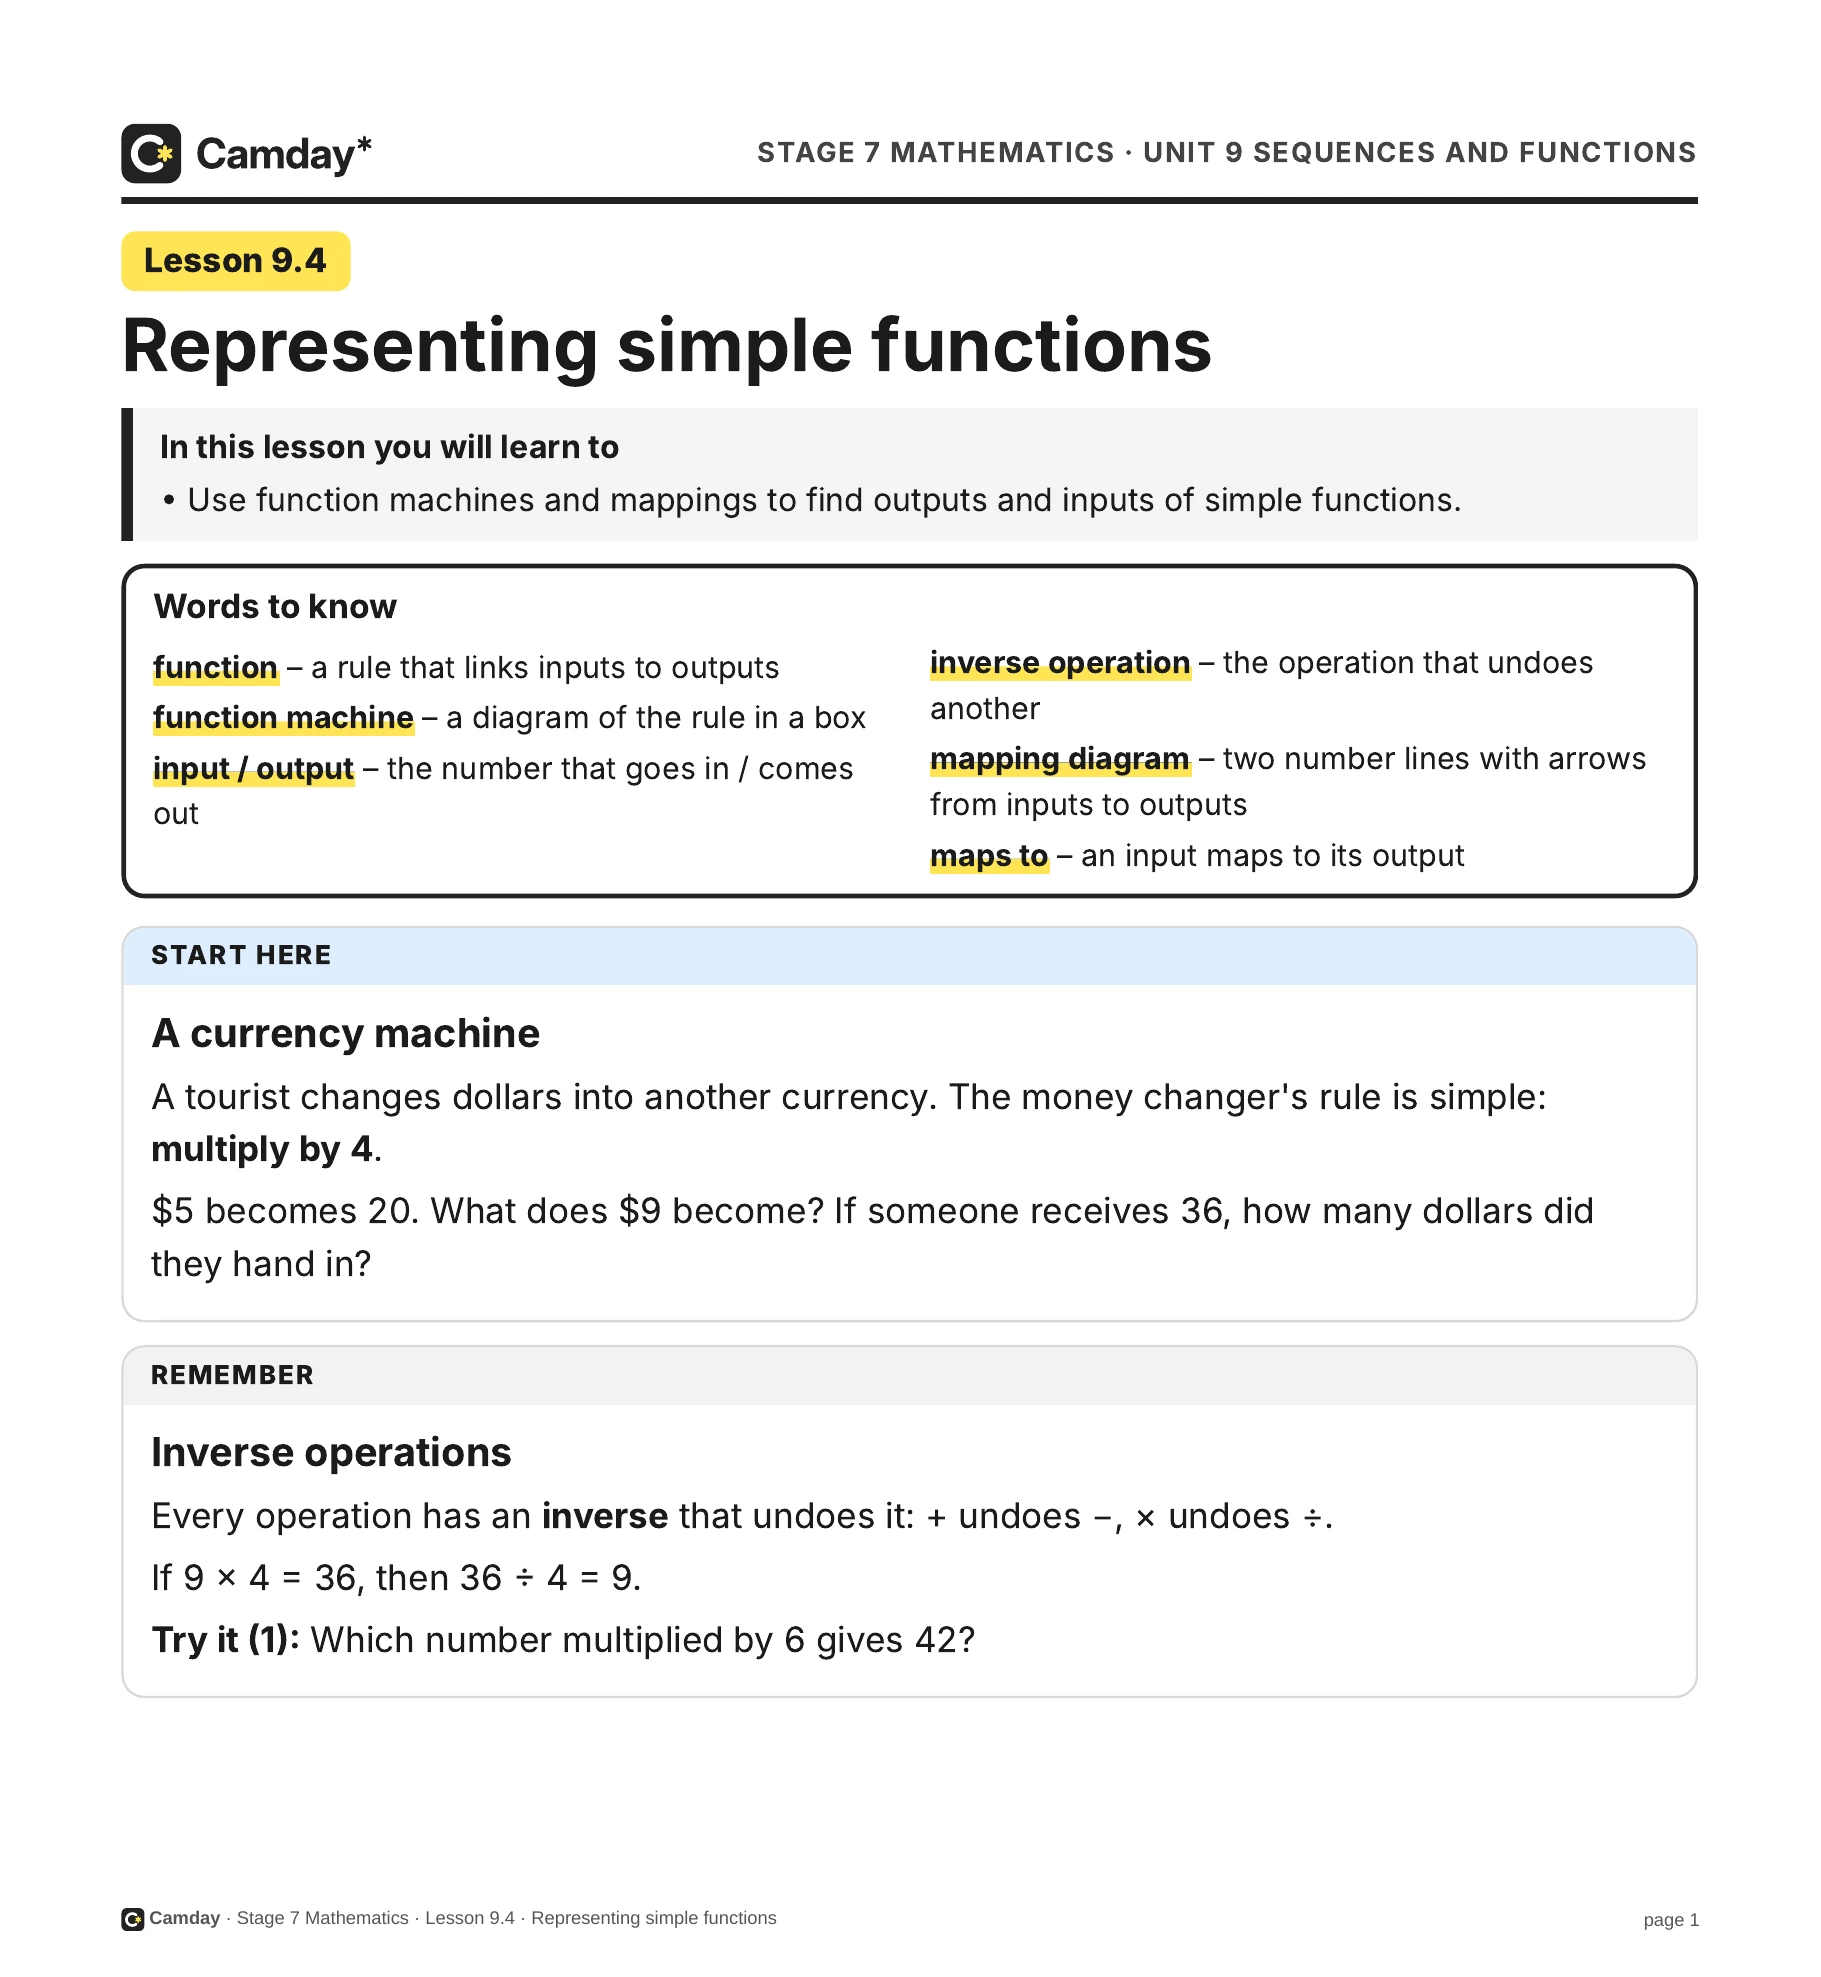 Camday*
STAGE 7 MATHEMATICS · UNIT 9 SEQUENCES AND FUNCTIONS
Lesson 9.4
Representing simple functions
In this lesson you will learn to
• Use function machines and mappings to find outputs and inputs of simple functions.
Words to know
function – a rule that links inputs to outputs
function machine – a diagram of the rule in a box
input / output – the number that goes in / comes
out
inverse operation – the operation that undoes
another
mapping diagram – two number lines with arrows
from inputs to outputs
maps to – an input maps to its output
START HERE
A currency machine
A tourist changes dollars into another currency. The money changer's rule is simple:
multiply by 4.
$5 becomes 20. What does $9 become? If someone receives 36, how many dollars did
they hand in?
REMEMBER
Inverse operations
Every operation has an inverse that undoes it: + undoes −, × undoes ÷.
If 9 × 4 = 36, then 36 ÷ 4 = 9.
Try it (1): Which number multiplied by 6 gives 42?
Camday · Stage 7 Mathematics · Lesson 9.4 · Representing simple functions
page 1